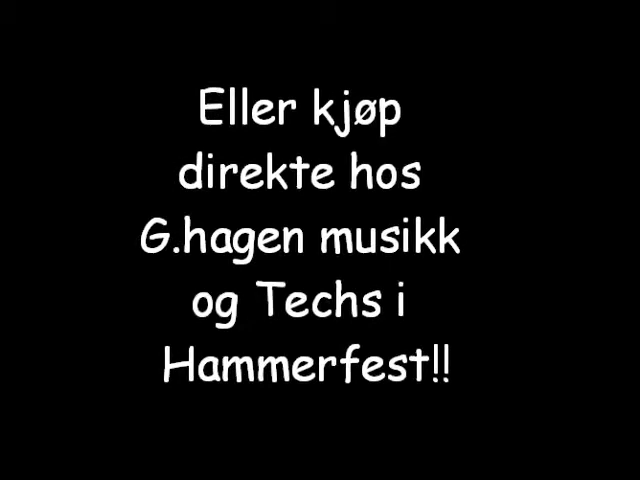 Eller kjøp
direkte hos
G.hagen musikk
og Techs i
Hammerfest!!